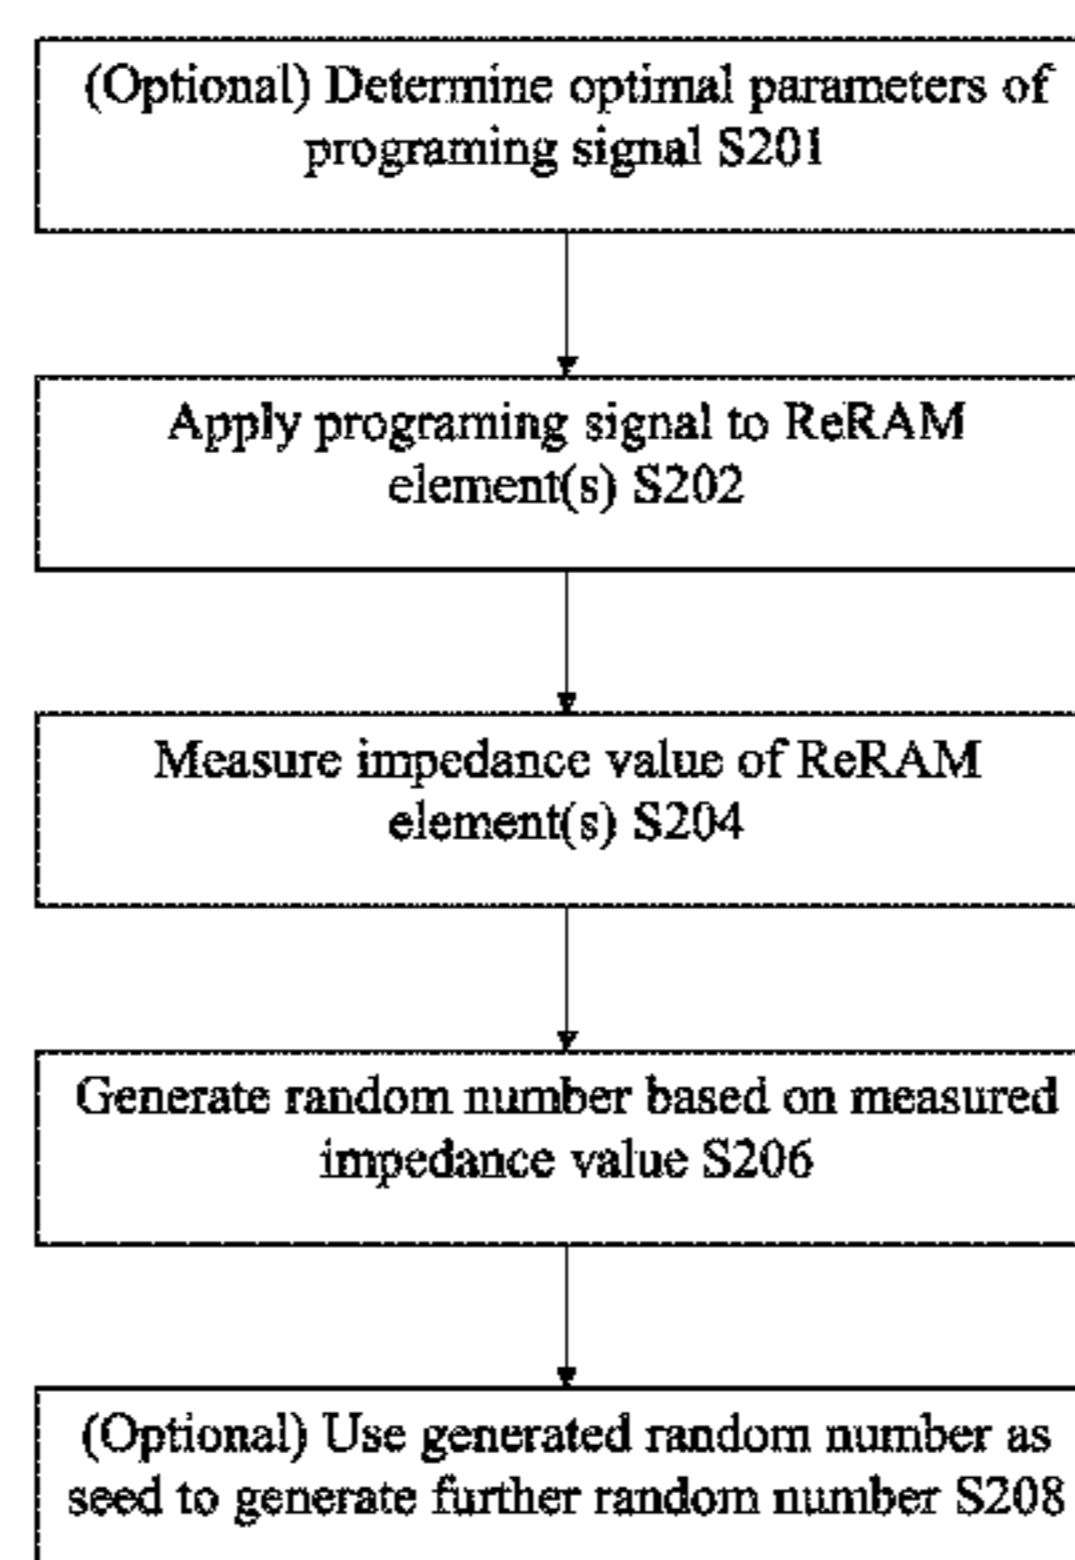 (Optional) Determine optimal parameters of
programing signal S201
Apply programing signal to ReRAM
element(s) S202
Measure impedance value of ReRAM
element(s) S204
Generate random number based on measured
impedance value S206
(Optional) Use generated random number as
seed to generate further random number S208